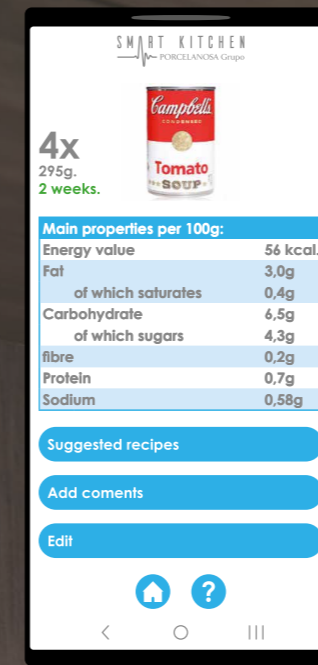 SMART KITCHEN
PORCELANOSA Grupo
Campbell's
CONDENSED
Tomato
SOUP
4x
295g.
2 weeks.
Main properties per 100g:
Energy value 56 kcal.
Fat 3,0g
of which saturates 0,4g
Carbohydrate 6,5g
of which sugars 4,3g
fibre 0,2g
Protein 0,7g
Sodium 0,58g
Suggested recipes
Add coments
Edit
?